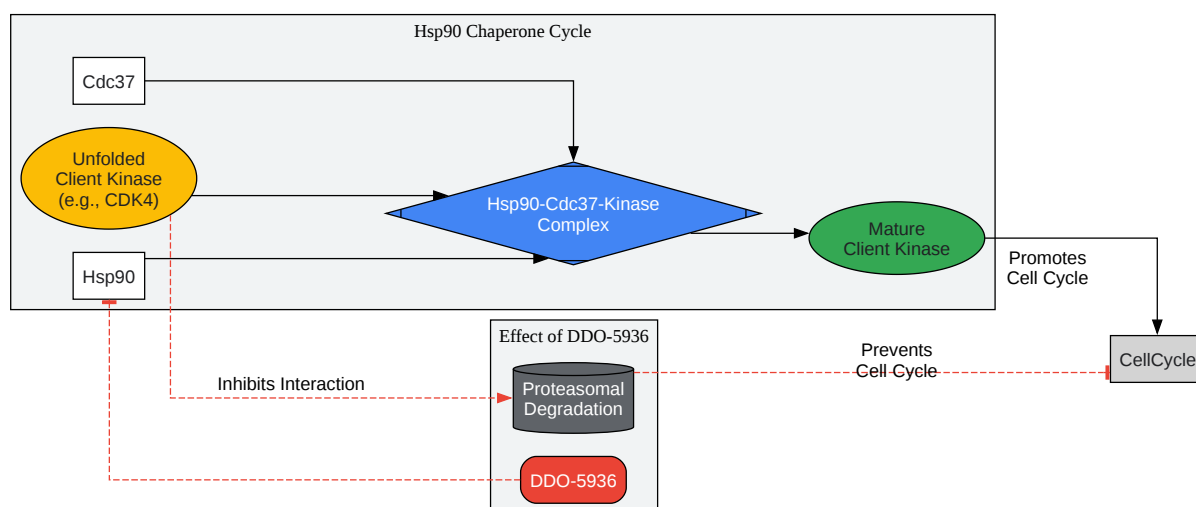 Hsp90 Chaperone Cycle
Cdc37
Unfolded
Client Kinase
(e.g., CDK4)
Hsp90-Cdc37-Kinase
Complex
Mature
Client Kinase
Hsp90
Promotes
Cell Cycle
Effect of DDO-5936
Inhibits Interaction
Proteasomal
Degradation
Prevents
Cell Cycle
CellCycle
DDO-5936